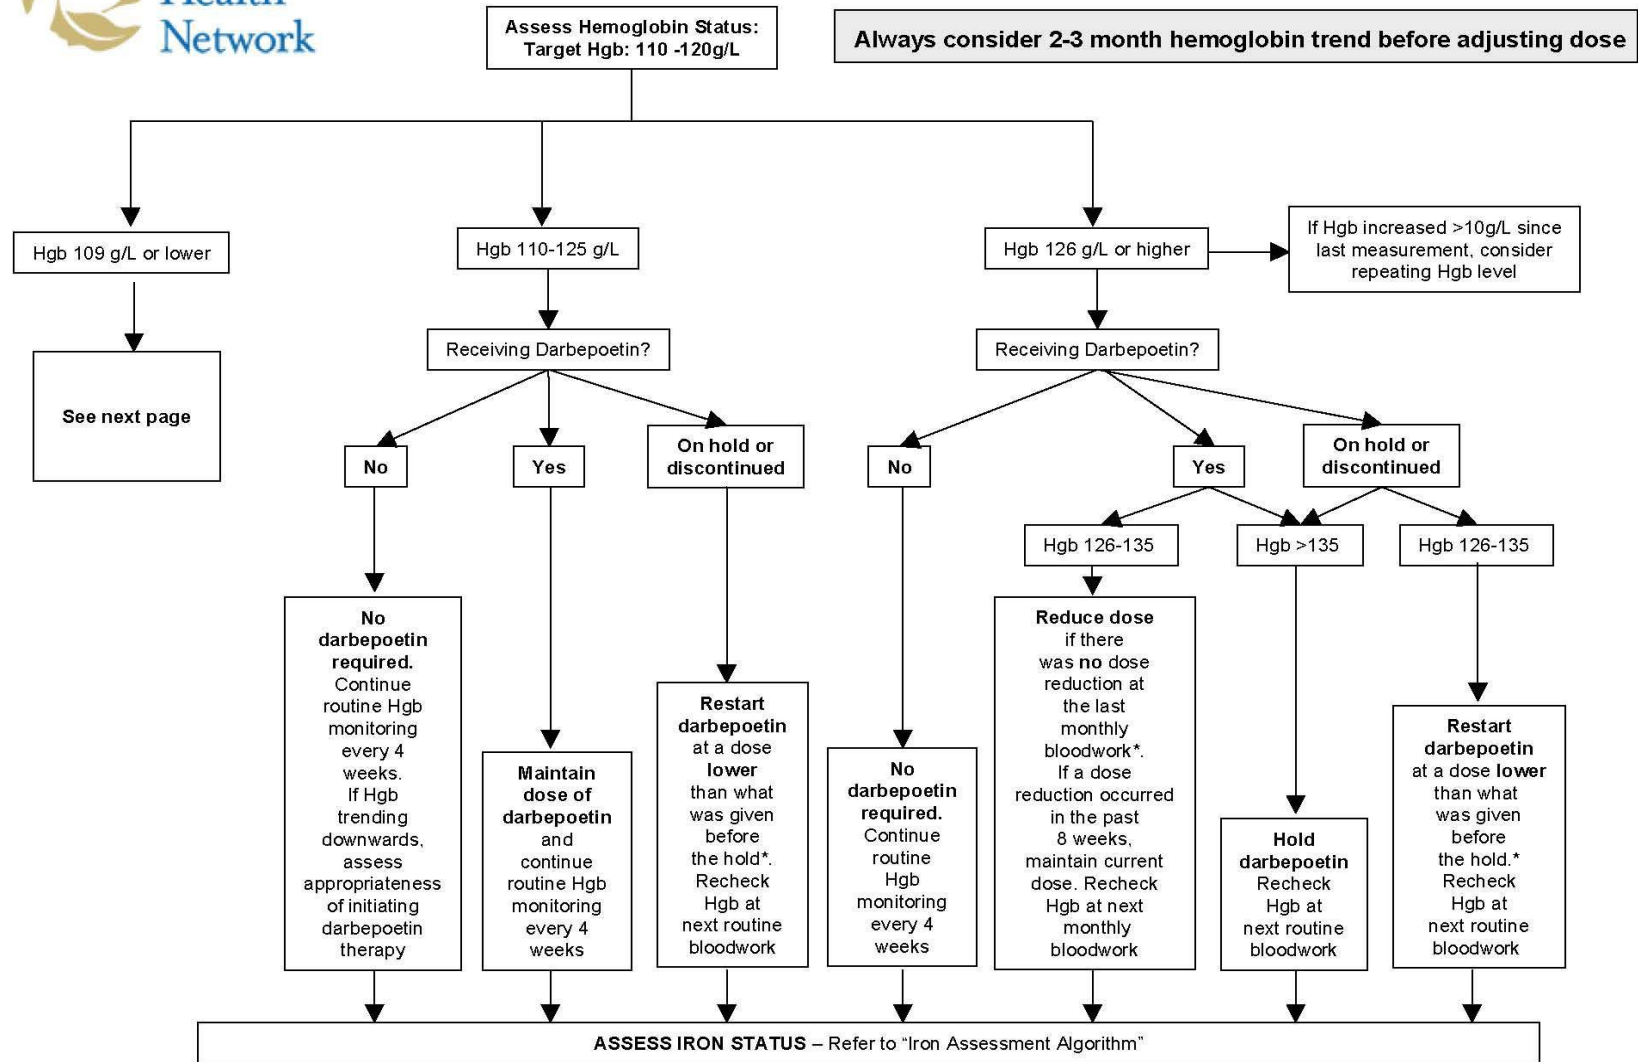 Health
Network
Assess Hemoglobin Status:
Target Hgb: 110 -120g/L
Always consider 2-3 month hemoglobin trend before adjusting dose
Hgb 109 g/L or lower
Hgb 110-125 g/L
Hgb 126 g/L or higher
If Hgb increased >10g/L since
last measurement, consider
repeating Hgb level
See next page
Receiving Darbepoetin?
Receiving Darbepoetin?
No
Yes
On hold or
discontinued
No
Yes
On hold or
discontinued
Hgb 126-135
Hgb >135
Hgb 126-135
No
darbepoetin
required.
Continue
routine Hgb
monitoring
every 4
weeks.
If Hgb
trending
downwards,
assess
appropriateness
of initiating
darbepoetin
therapy
Maintain
dose of
darbepoetin
and
continue
routine Hgb
monitoring
every 4
weeks
Restart
darbepoetin
at a dose
lower
than what
was given
before
the hold*.
Recheck
Hgb at
next routine
bloodwork
No
darbepoetin
required.
Continue
routine
Hgb
monitoring
every 4
weeks
Reduce dose
if there
was no dose
reduction at
the last
monthly
bloodwork*.
If a dose
reduction occurred
in the past
8 weeks,
maintain current
dose. Recheck
Hgb at next
monthly
bloodwork
Hold
darbepoetin
Recheck
Hgb at
next routine
bloodwork
Restart
darbepoetin
at a dose lower
than what
was given
before
the hold.*
Recheck
Hgb at
next routine
bloodwork
ASSESS IRON STATUS – Refer to “Iron Assessment Algorithm”